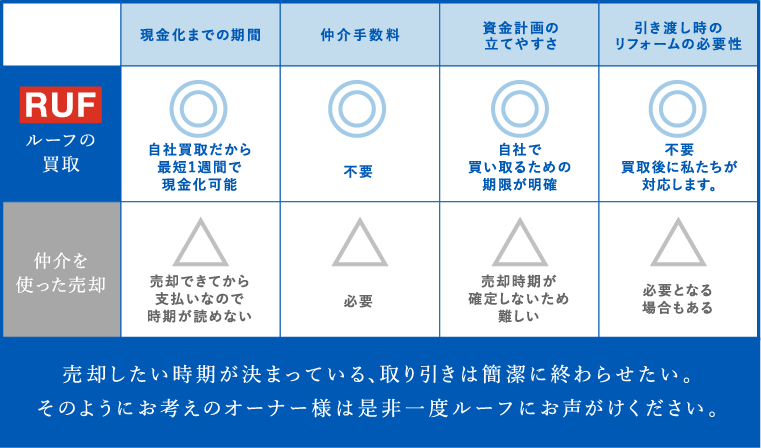 現金化までの期間
仲介手数料
資金計画の
立てやすさ
引き渡し時の
リフォームの必要性
RUF
ルーフの
買取
自社買取だから
最短1週間で
現金化可能
不要
自社で
買い取るための
期限が明確
不要
買取後に私たちが
対応します。
仲介を
使った売却
売却できてから
支払いなので
時期が読めない
必要
売却時期が
確定しないため
難しい
必要となる
場合もある
売却したい時期が決まっている、取り引きは簡潔に終わらせたい。
そのようにお考えのオーナー様は是非一度ルーフにお声がけください。